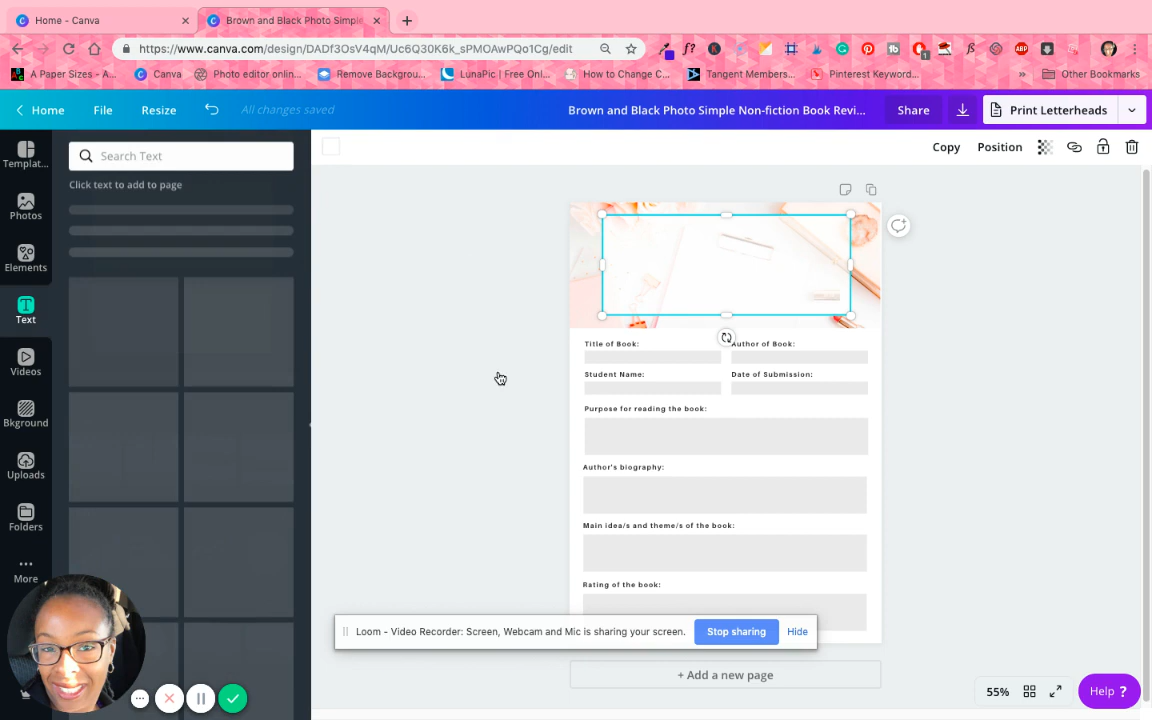 Home - Canva
Brown and Black Photo Simple
https://www.canva.com/design/DADf3OsV4qM/Uc6Q30K6k_sPMOAwPQo1Cg/edit
A Paper Sizes - A...
Canva
Photo editor onlin...
Remove Backgrou...
LunaPic | Free Onl...
How to Change C...
Tangent Members...
Pinterest Keyword...
Other Bookmarks
Home
File
Resize
All changes saved
Brown and Black Photo Simple Non-fiction Book Revi...
Share
Print Letterheads
Templat...
Search Text
Copy
Position
Click text to add to page
Photos
Elements
Text
Videos
Bkground
Uploads
Folders
More
Title of Book:
Author of Book:
Student Name:
Date of Submission:
Purpose for reading the book:
Author's biography:
Main idea/s and theme/s of the book:
Rating of the book:
Loom - Video Recorder: Screen, Webcam and Mic is sharing your screen.
Stop sharing
Hide
+ Add a new page
55%
Help ?